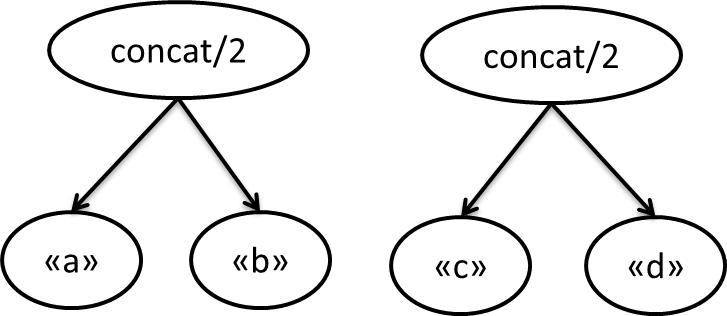 concat/2
concat/2
«a»
«b»
«c»
«d»